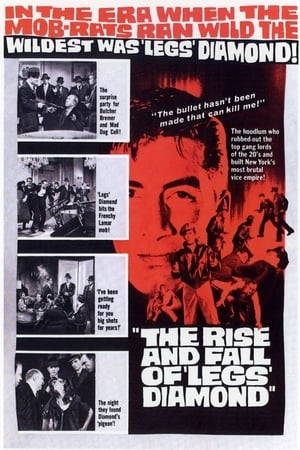 IN THE ERA WHEN THE
MOB-RATS RAN WILD THE
WILDEST WAS 'LEGS' DIAMOND!
The
surprise
party for
Butcher
Bremer and
Mad
Dog Coll!
"The bullet hasn't been
made that can kill me!"
The hoodlum who
rubbed out the
top gang lords
of the 20's and
built New York's
most brutal
vice empire!
'Legs'
Diamond
hits the
Frenchy
Lamar
mob!
'I've been
getting
ready
for you
big shots
for years!'
The night
they found
Diamond's
'pigeon'!
"THE RISE
AND FALL
OF 'LEGS'
DIAMOND"